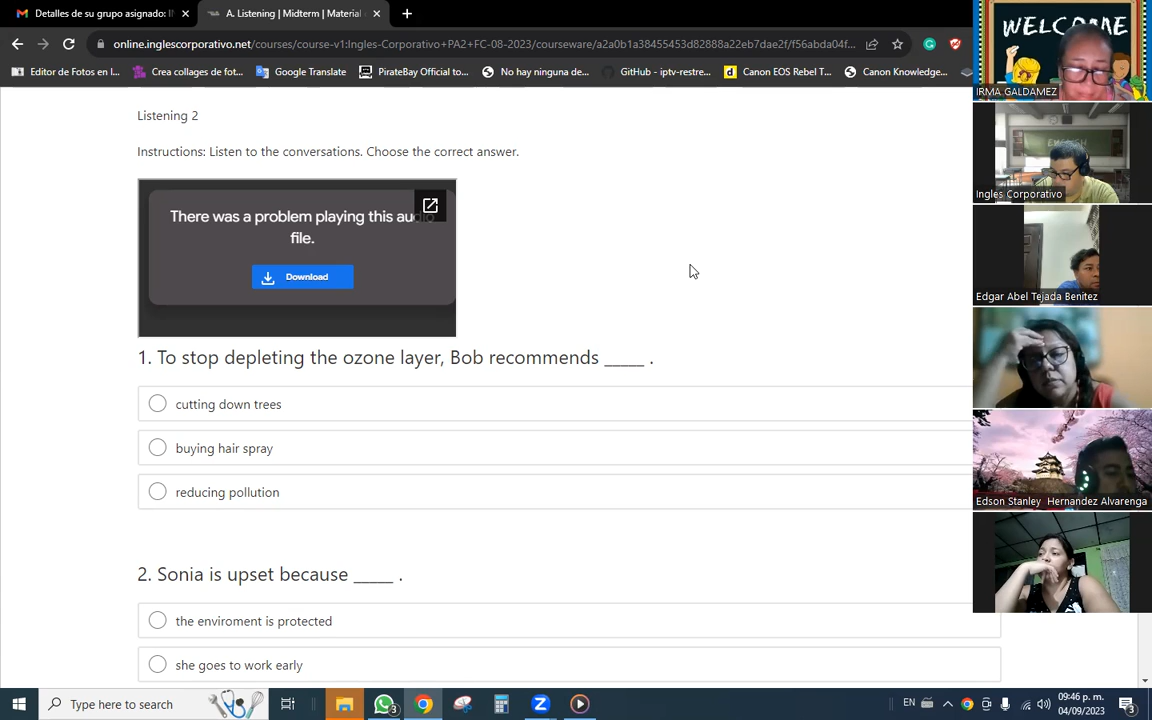 Detalles de su grupo asignado: I
A. Listening | Midterm | Material
online.inglescorporativo.net/courses/course-v1:Ingles-Corporativo+PA2+FC-08-2023/courseware/a2a0b1a38455453d82888a22eb7dae2f/f56abda04f...
Editor de Fotos en l...
Crea collages de fot...
Google Translate
PirateBay Official to...
No hay ninguna de...
GitHub - iptv-restre...
Canon EOS Rebel T...
Canon Knowledge...
WELCOME
IRMA GALDAMEZ
Ingles Corporativo
Edgar Abel Tejada Benitez
Edson Stanley Hernandez Alvarenga
Listening 2
Instructions: Listen to the conversations. Choose the correct answer.
There was a problem playing this audio
file.
Download
1. To stop depleting the ozone layer, Bob recommends _____ .
cutting down trees
buying hair spray
reducing pollution
2. Sonia is upset because _____ .
the enviroment is protected
she goes to work early
Type here to search
3
EN
09:46 p. m.
04/09/2023
3